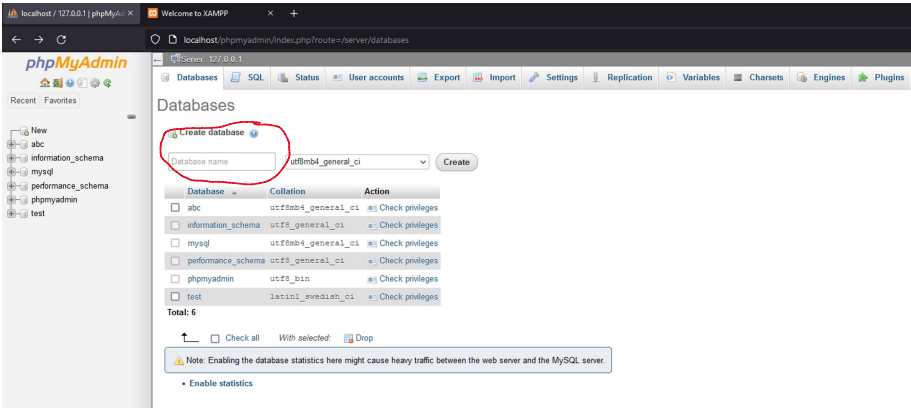 localhost / 127.0.0.1 | phpMyAd
Welcome to XAMPP
localhost/phpmyadmin/index.php?route=/server/databases
phpMyAdmin
Recent Favorites
New
abc
information_schema
mysql
performance_schema
phpmyadmin
test
Server: 127.0.0.1
Databases SQL Status User accounts Export Import Settings Replication Variables Charsets Engines Plugins
Databases
Create database
Database name utf8mb4_general_ci Create
Database Collation Action
abc utf8mb4_general_ci Check privileges
information_schema utf8_general_ci Check privileges
mysql utf8mb4_general_ci Check privileges
performance_schema utf8_general_ci Check privileges
phpmyadmin utf8_bin Check privileges
test latin1_swedish_ci Check privileges
Total: 6
Check all With selected: Drop
Note: Enabling the database statistics here might cause heavy traffic between the web server and the MySQL server.
• Enable statistics